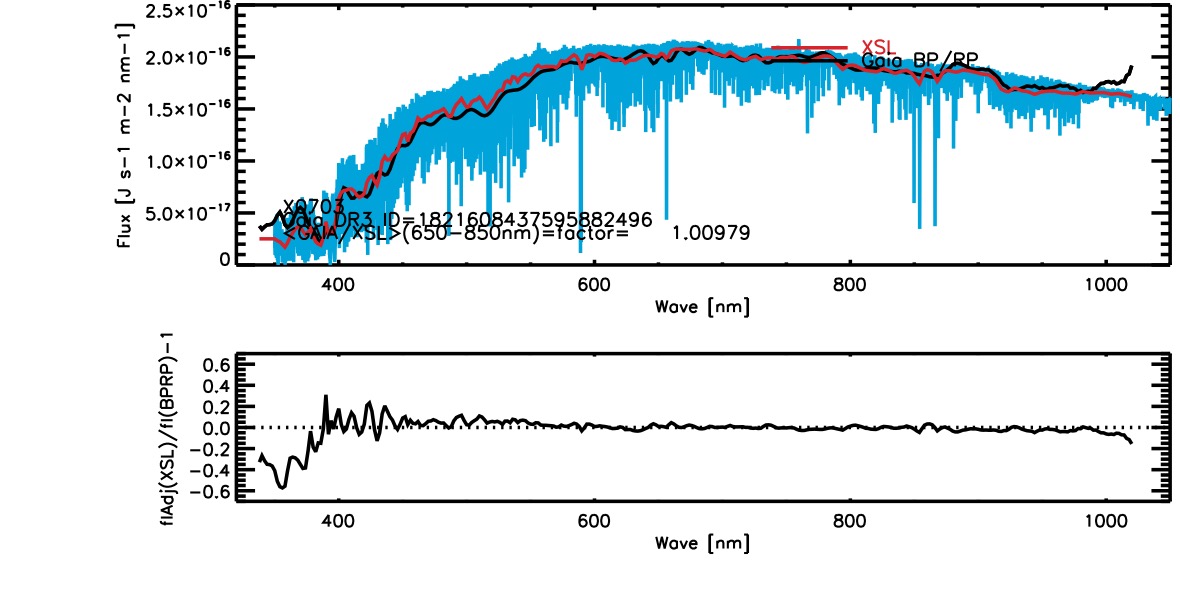 2.5×10−16
2.0×10−16
1.5×10−16
1.0×10−16
5.0×10−17
0
Flux [J s−1 m−2 nm−1]
XSL
Gaia BP/RP
X0703
Gaia DR3 ID=1821608437595882496
<GAIA/XSL>(650−850nm)=factor= 1.00979
400 600 800 1000
Wave [nm]
flAdj(XSL)/fl(BPRP)−1
0.6
0.4
0.2
0.0
−0.2
−0.4
−0.6
400 600 800 1000
Wave [nm]